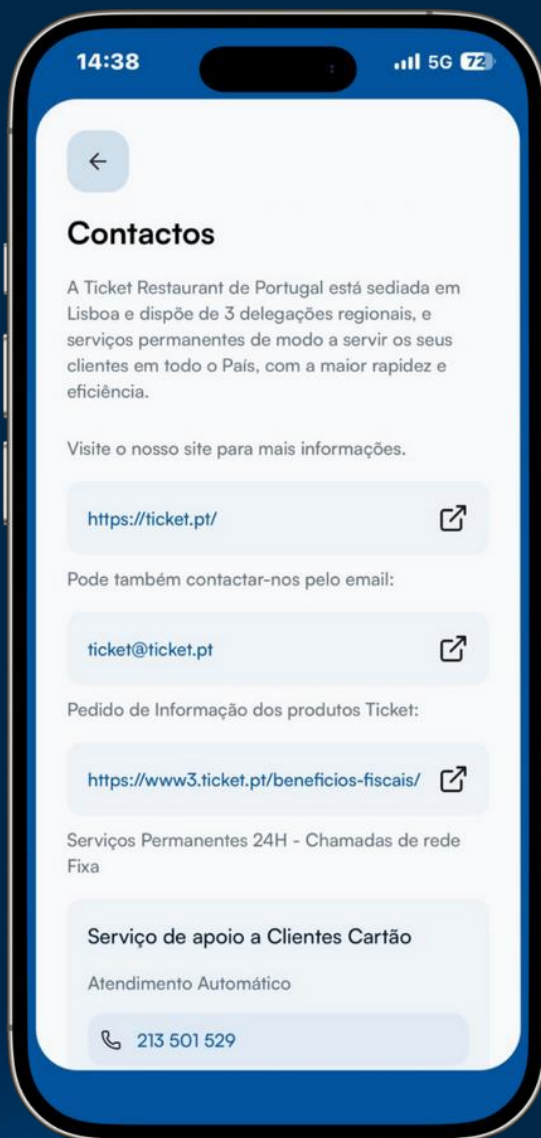 14:38
5G 72
Contactos
A Ticket Restaurant de Portugal está sediada em
Lisboa e dispõe de 3 delegações regionais, e
serviços permanentes de modo a servir os seus
clientes em todo o País, com a maior rapidez e
eficiência.
Visite o nosso site para mais informações.
https://ticket.pt/
Pode também contactar-nos pelo email:
ticket@ticket.pt
Pedido de Informação dos produtos Ticket:
https://www3.ticket.pt/beneficios-fiscais/
Serviços Permanentes 24H - Chamadas de rede
Fixa
Serviço de apoio a Clientes Cartão
Atendimento Automático
213 501 529